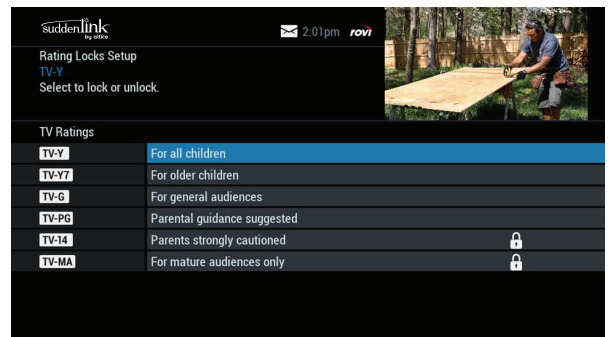 suddenlink
by altice
2:01pm rovi
Rating Locks Setup
TV-Y
Select to lock or unlock.
TV Ratings
TV-Y For all children
TV-Y7 For older children
TV-G For general audiences
TV-PG Parental guidance suggested
TV-14 Parents strongly cautioned
TV-MA For mature audiences only